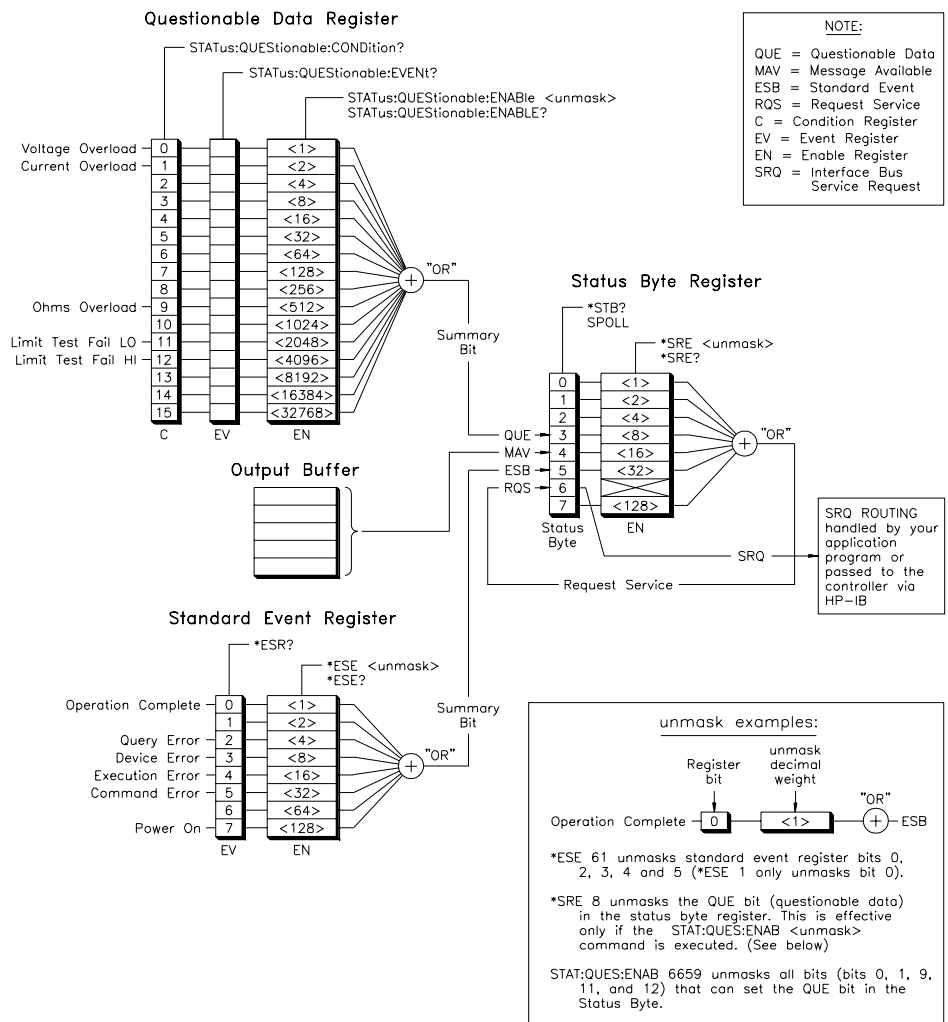 Questionable Data Register
STATus:QUEStionable:CONDition?
STATus:QUEStionable:EVENt?
STATus:QUEStionable:ENABle <unmask>
STATus:QUEStionable:ENABLE?
Voltage Overload 0 <1>
Current Overload 1 <2>
2 <4>
3 <8>
4 <16>
5 <32>
6 <64>
7 <128>
8 <256>
Ohms Overload 9 <512>
10 <1024>
Limit Test Fail LO 11 <2048>
Limit Test Fail HI 12 <4096>
13 <8192>
14 <16384>
15 <32768>
C EV EN
"OR"
Summary
Bit
NOTE:
QUE = Questionable Data
MAV = Message Available
ESB = Standard Event
RQS = Request Service
C = Condition Register
EV = Event Register
EN = Enable Register
SRQ = Interface Bus
Service Request
Status Byte Register
*STB?
SPOLL
*SRE <unmask>
*SRE?
0 <1>
1 <2>
2 <4>
QUE 3 <8>
MAV 4 <16>
ESB 5 <32>
RQS 6
7 <128>
Status
Byte
EN
"OR"
SRQ
Request Service
SRQ ROUTING
handled by your
application
program or
passed to the
controller via
HP-IB
Output Buffer
Standard Event Register
*ESR?
*ESE <unmask>
*ESE?
Operation Complete 0 <1>
1 <2>
Query Error 2 <4>
Device Error 3 <8>
Execution Error 4 <16>
Command Error 5 <32>
6 <64>
Power On 7 <128>
EV EN
"OR"
Summary
Bit
unmask examples:
Register
bit
unmask
decimal
weight
"OR"
Operation Complete 0 <1> + ESB
*ESE 61 unmasks standard event register bits 0,
2, 3, 4 and 5 (*ESE 1 only unmasks bit 0).
*SRE 8 unmasks the QUE bit (questionable data)
in the status byte register. This is effective
only if the STAT:QUES:ENAB <unmask>
command is executed. (See below)
STAT:QUES:ENAB 6659 unmasks all bits (bits 0, 1, 9,
11, and 12) that can set the QUE bit in the
Status Byte.